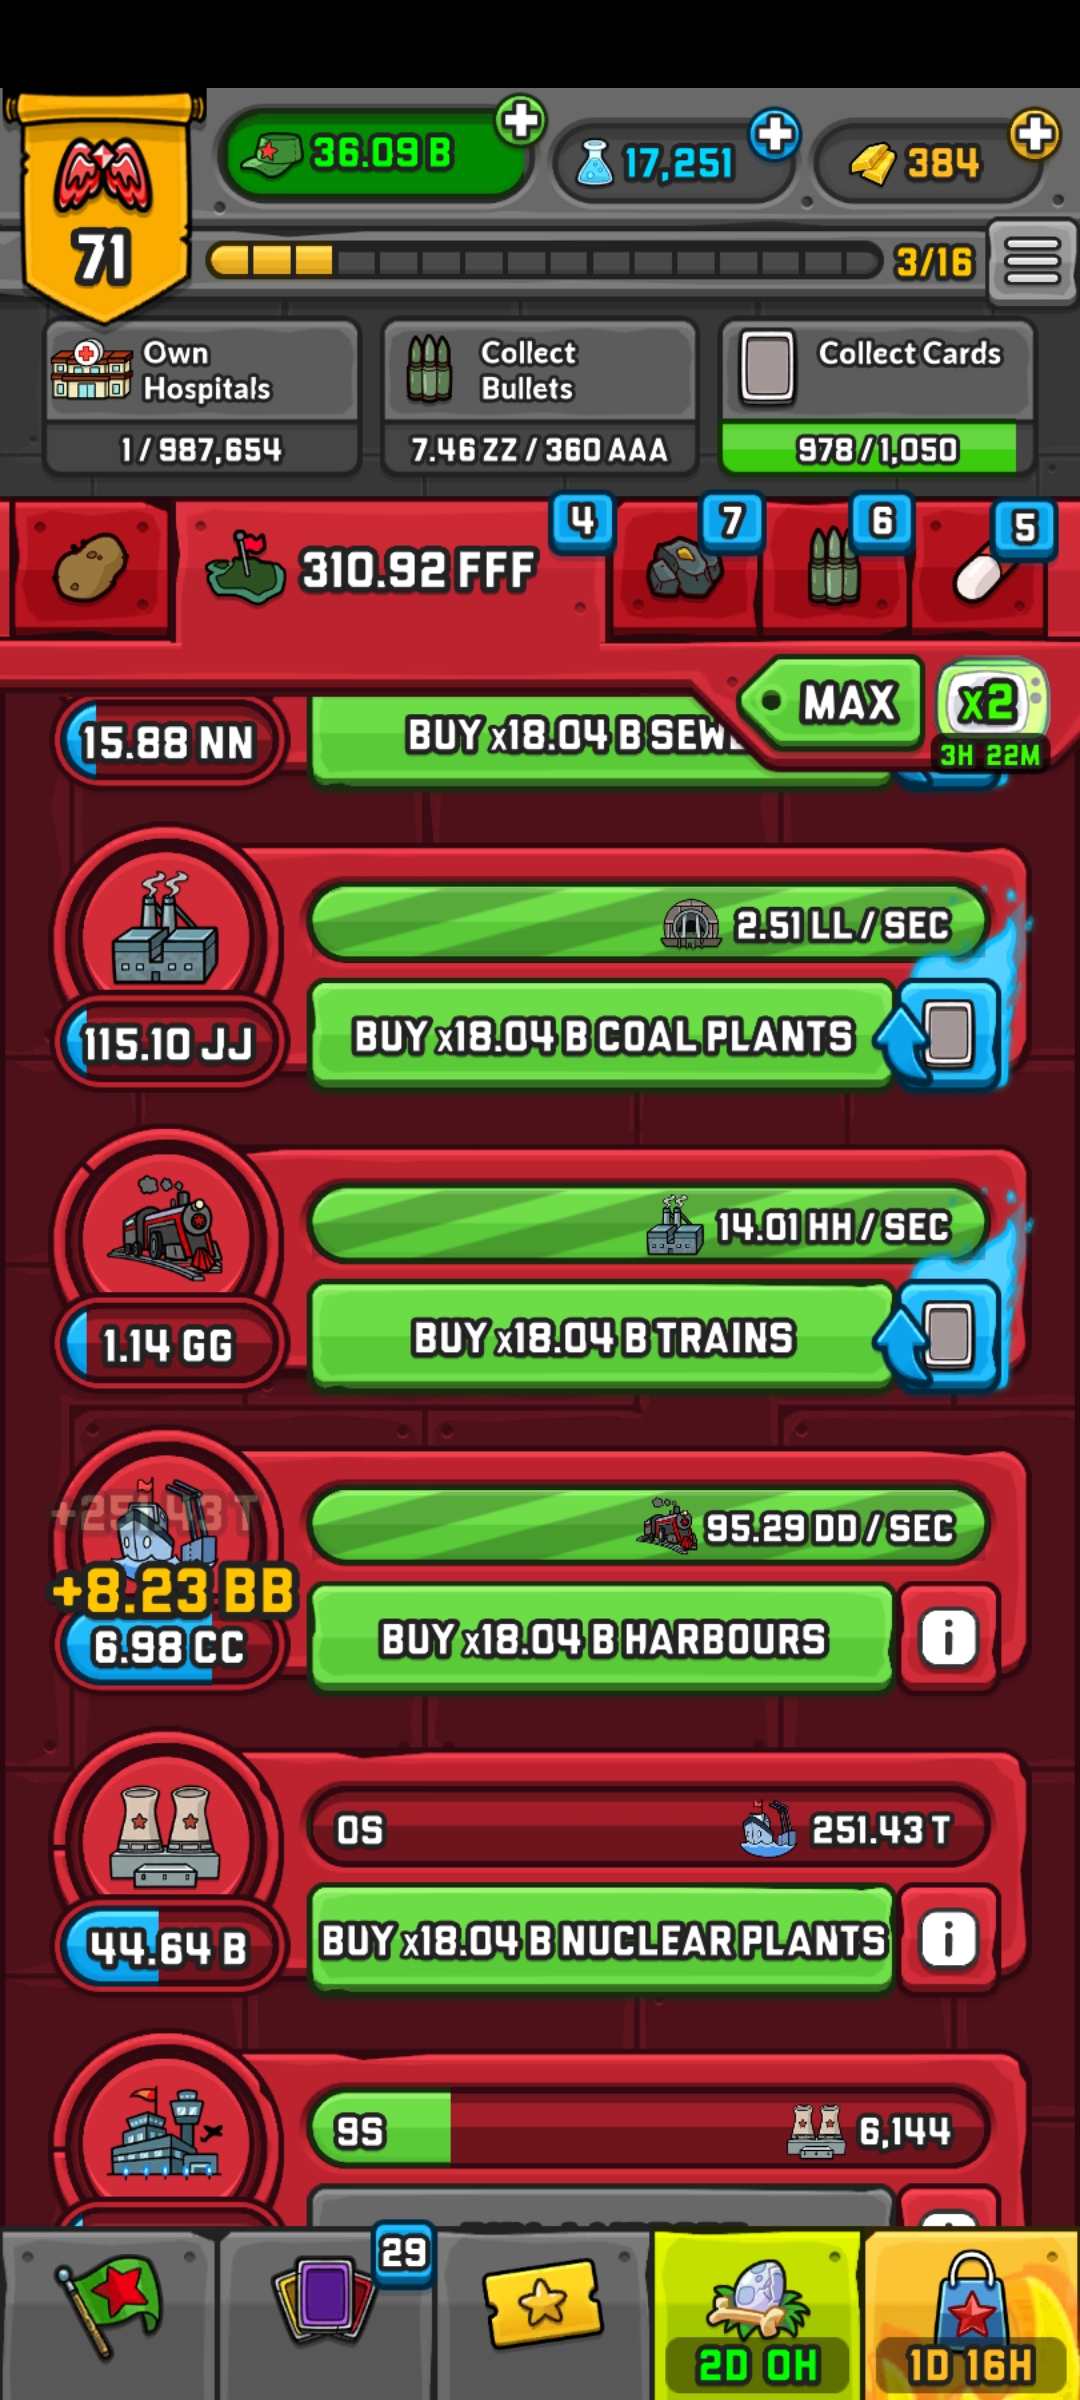 71
36.09 B
17,251
384
3/16
Own
Hospitals
1 / 987,654
Collect
Bullets
7.46 ZZ / 360 AAA
Collect Cards
978 / 1,050
310.92 FFF
4
7
6
5
MAX
x2
3H 22M
15.88 NN
BUY x18.04 B
2.51 LL / SEC
115.10 JJ
BUY x18.04 B COAL PLANTS
14.01 HH / SEC
1.14 GG
BUY x18.04 B TRAINS
+251.43 T
95.29 DD / SEC
+8.23 BB
6.98 CC
BUY x18.04 B HARBOURS
i
0S
251.43 T
44.64 B
BUY x18.04 B NUCLEAR PLANTS
i
9S
6,144
29
2D 0H
1D 16H